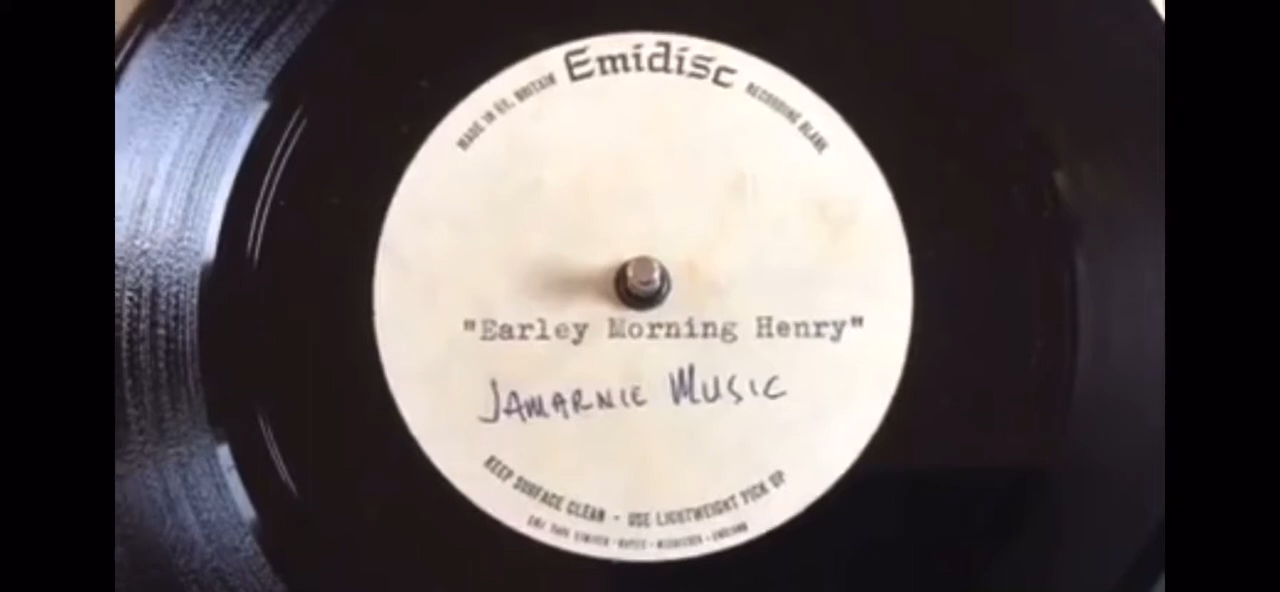 Emidisc
MADE IN GT. BRITAIN
RECORDING BLANK
"Earley Morning Henry"
JAMARNIE MUSIC
KEEP SURFACE CLEAN - USE LIGHTWEIGHT PICK UP
ENGLAND